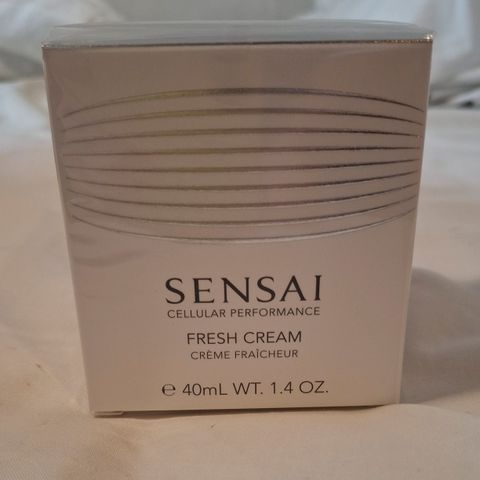 SENSAI
CELLULAR PERFORMANCE
FRESH CREAM
CRÈME FRAÎCHEUR
℮ 40mL WT. 1.4 OZ.